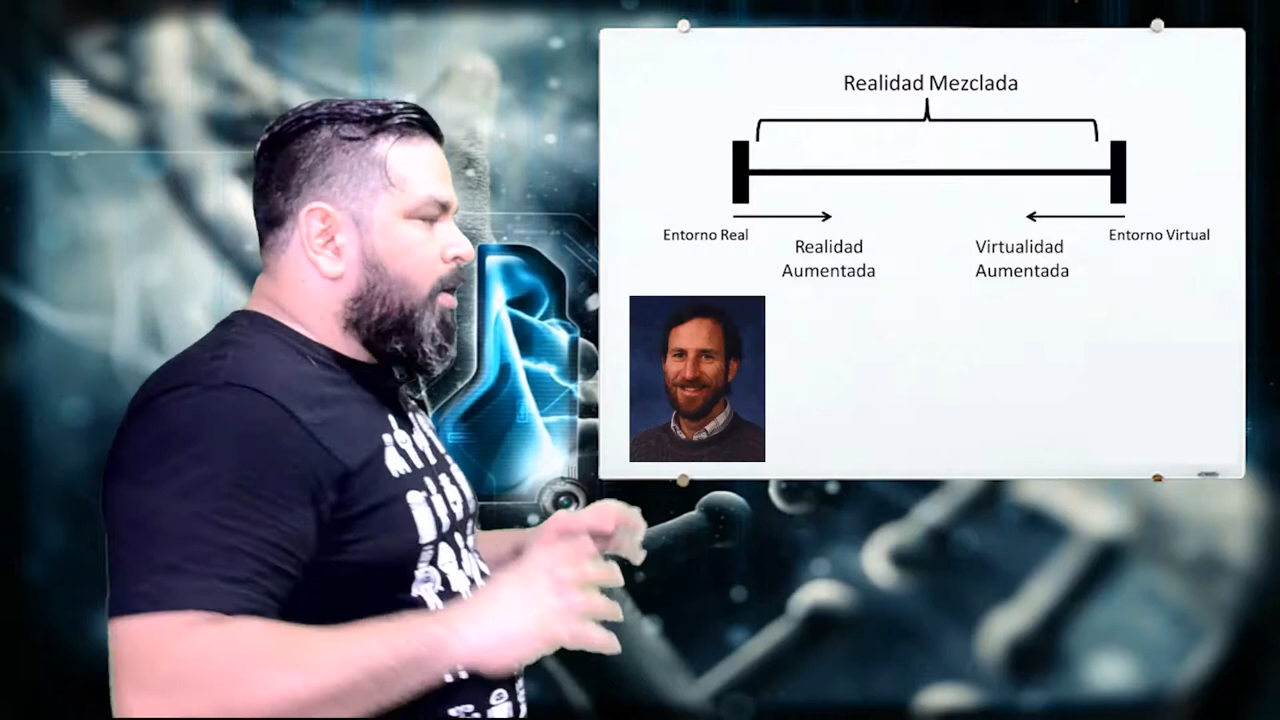 Realidad Mezclada
Entorno Real
Realidad
Aumentada
Virtualidad
Aumentada
Entorno Virtual